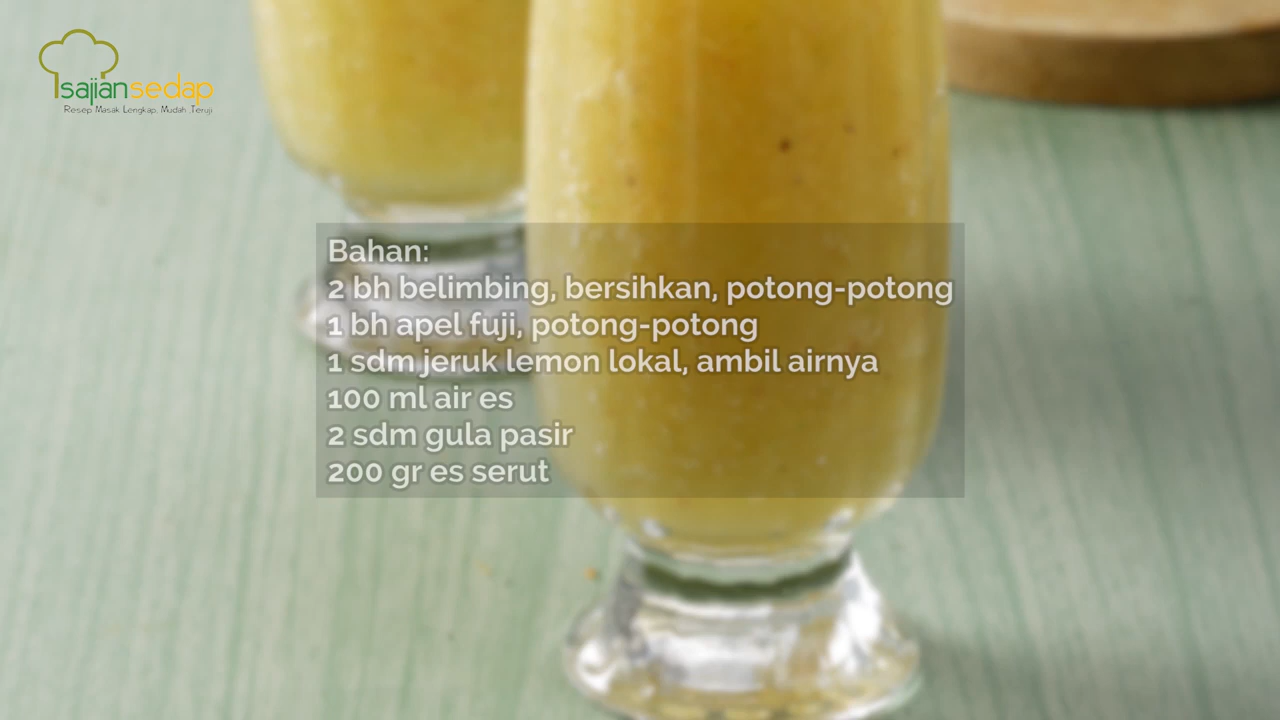 sajiansedap
Resep Masak Lengkap, Mudah ,Teruji
Bahan:
2 bh belimbing, bersihkan, potong-potong
1 bh apel fuji, potong-potong
1 sdm jeruk lemon lokal, ambil airnya
100 ml air es
2 sdm gula pasir
200 gr es serut